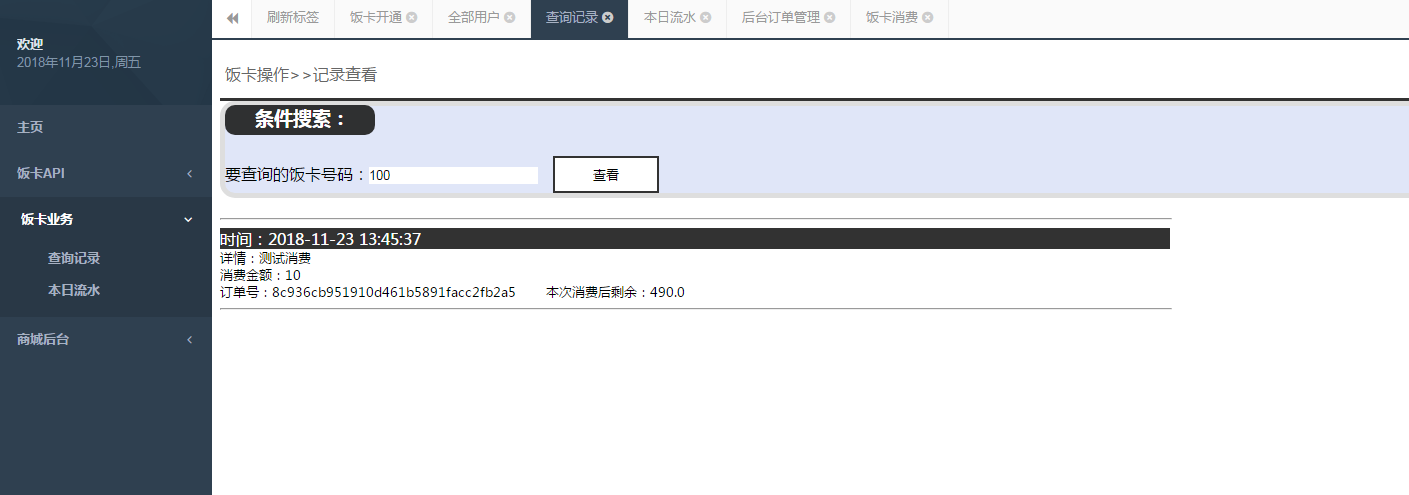 欢迎
2018年11月23日,周五
主页
饭卡API
饭卡业务
查询记录
本日流水
商城后台
刷新标签 饭卡开通 全部用户 查询记录 本日流水 后台订单管理 饭卡消费
饭卡操作>>记录查看
条件搜索：
要查询的饭卡号码：100 查看
时间：2018-11-23 13:45:37
详情：测试消费
消费金额：10
订单号：8c936cb951910d461b5891facc2fb2a5 本次消费后剩余：490.0